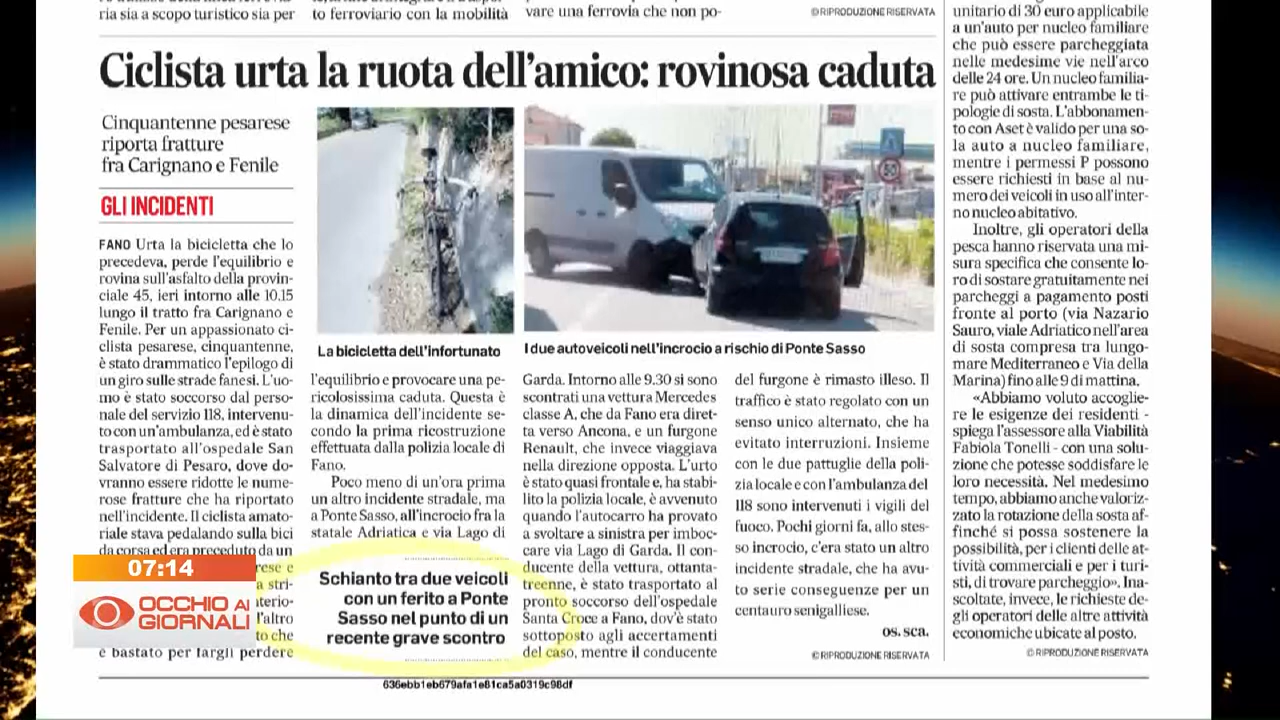 ria sia a scopo turistico sia per
to ferroviario con la mobilità
vare una ferrovia che non po-
© RIPRODUZIONE RISERVATA
Ciclista urta la ruota dell'amico: rovinosa caduta
Cinquantenne pesarese
riporta fratture
fra Carignano e Fenile
GLI INCIDENTI
FANO Urta la bicicletta che lo
precedeva, perde l'equilibrio e
rovina sull'asfalto della provin-
ciale 45, ieri intorno alle 10.15
lungo il tratto fra Carignano e
Fenile. Per un appassionato ci-
clista pesarese, cinquantenne,
è stato drammatico l'epilogo di
un giro sulle strade fanesi. L'uo-
mo è stato soccorso dal perso-
nale del servizio 118, intervenu-
to con un'ambulanza, ed è stato
trasportato all'ospedale San
Salvatore di Pesaro, dove do-
vranno essere ridotte le nume-
rose fratture che ha riportato
nell'incidente. Il ciclista amato-
riale stava pedalando sulla bici
da corsa ed era preceduto da un
rese e
a stri-
terio-
l'altro
to che
è bastato per fargli perdere
07:14
OCCHIO AI
GIORNALI
La bicicletta dell'infortunato
I due autoveicoli nell'incrocio a rischio di Ponte Sasso
50
l'equilibrio e provocare una pe-
ricolosissima caduta. Questa è
la dinamica dell'incidente se-
condo la prima ricostruzione
effettuata dalla polizia locale di
Fano.
Poco meno di un'ora prima
un altro incidente stradale, ma
a Ponte Sasso, all'incrocio fra la
statale Adriatica e via Lago di
Schianto tra due veicoli
con un ferito a Ponte
Sasso nel punto di un
recente grave scontro
Garda. Intorno alle 9.30 si sono
scontrati una vettura Mercedes
classe A, che da Fano era diret-
ta verso Ancona, e un furgone
Renault, che invece viaggiava
nella direzione opposta. L'urto
è stato quasi frontale e, ha stabi-
lito la polizia locale, è avvenuto
quando l'autocarro ha provato
a svoltare a sinistra per imboc-
care via Lago di Garda. Il con-
ducente della vettura, ottanta-
treenne, è stato trasportato al
pronto soccorso dell'ospedale
Santa Croce a Fano, dov'è stato
sottoposto agli accertamenti
del caso, mentre il conducente
del furgone è rimasto illeso. Il
traffico è stato regolato con un
senso unico alternato, che ha
evitato interruzioni. Insieme
con le due pattuglie della poli-
zia locale e con l'ambulanza del
118 sono intervenuti i vigili del
fuoco. Pochi giorni fa, allo stes-
so incrocio, c'era stato un altro
incidente stradale, che ha avu-
to serie conseguenze per un
centauro senigalliese.
os. sca.
© RIPRODUZIONE RISERVATA
unitario di 30 euro applicabile
a un'auto per nucleo familiare
che può essere parcheggiata
nelle medesime vie nell'arco
delle 24 ore. Un nucleo familia-
re può attivare entrambe le ti-
pologie di sosta. L'abbonamen-
to con Aset è valido per una so-
la auto a nucleo familiare,
mentre i permessi P possono
essere richiesti in base al nu-
mero dei veicoli in uso all'inter-
no nucleo abitativo.
Inoltre, gli operatori della
pesca hanno riservata una mi-
sura specifica che consente lo-
ro di sostare gratuitamente nei
parcheggi a pagamento posti
fronte al porto (via Nazario
Sauro, viale Adriatico nell'area
di sosta compresa tra lungo-
mare Mediterraneo e Via della
Marina) fino alle 9 di mattina.
«Abbiamo voluto accoglie-
re le esigenze dei residenti -
spiega l'assessore alla Viabilità
Fabiola Tonelli - con una solu-
zione che potesse soddisfare le
loro necessità. Nel medesimo
tempo, abbiamo anche valoriz-
zato la rotazione della sosta af-
finché si possa sostenere la
possibilità, per i clienti delle at-
tività commerciali e per i turi-
sti, di trovare parcheggio». Ina-
scoltate, invece, le richieste de-
gli operatori delle altre attività
economiche ubicate al posto.
© RIPRODUZIONE RISERVATA
636ebb1eb679afa1e81ca5a0319c98df